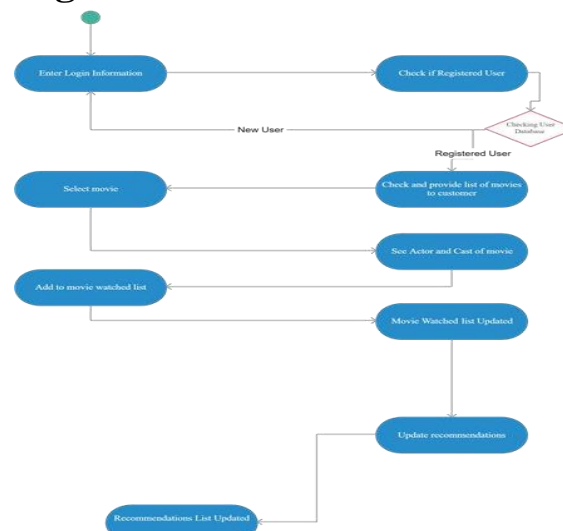 Enter Login Information
Check if Registered User
Checking User
Database
New User
Registered User
Check and provide list of movies
to customer
Select movie
See Actor and Cast of movie
Add to movie watched list
Movie Watched list Updated
Update recommendations
Recommendations List Updated